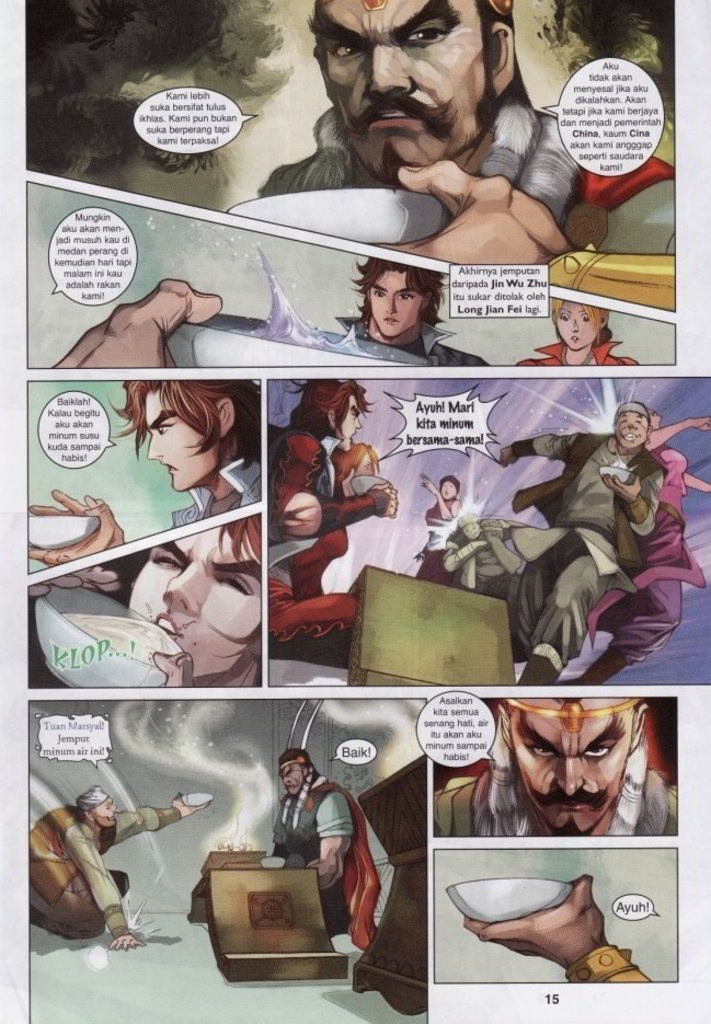 Kami lebih
suka bersifat tulus
ikhlas. Kami pun bukan
suka berperang tapi
kami terpaksa!
Aku
tidak akan
menyesal jika aku
dikalahkan. Akan
tetapi jika kami berjaya
dan menjadi pemerintah
China, kaum Cina
akan kami angggap
seperti saudara
kami!
Mungkin
aku akan men-
jadi musuh kau di
medan perang di
kemudian hari tapi
malam ini kau
adalah rakan
kami!
Akhirnya jemputan
daripada Jin Wu Zhu
itu sukar ditolak oleh
Long Jian Fei lagi.
Baiklah!
Kalau begitu
aku akan
minum susu
kuda sampai
habis!
Ayuh! Mari
kita minum
bersama-sama!
KLOP...!
Tuan Marsyal!
Jemput
minum air ini!
Baik!
Asalkan
kita semua
senang hati, air
itu akan aku
minum sampai
habis!
Ayuh!
15